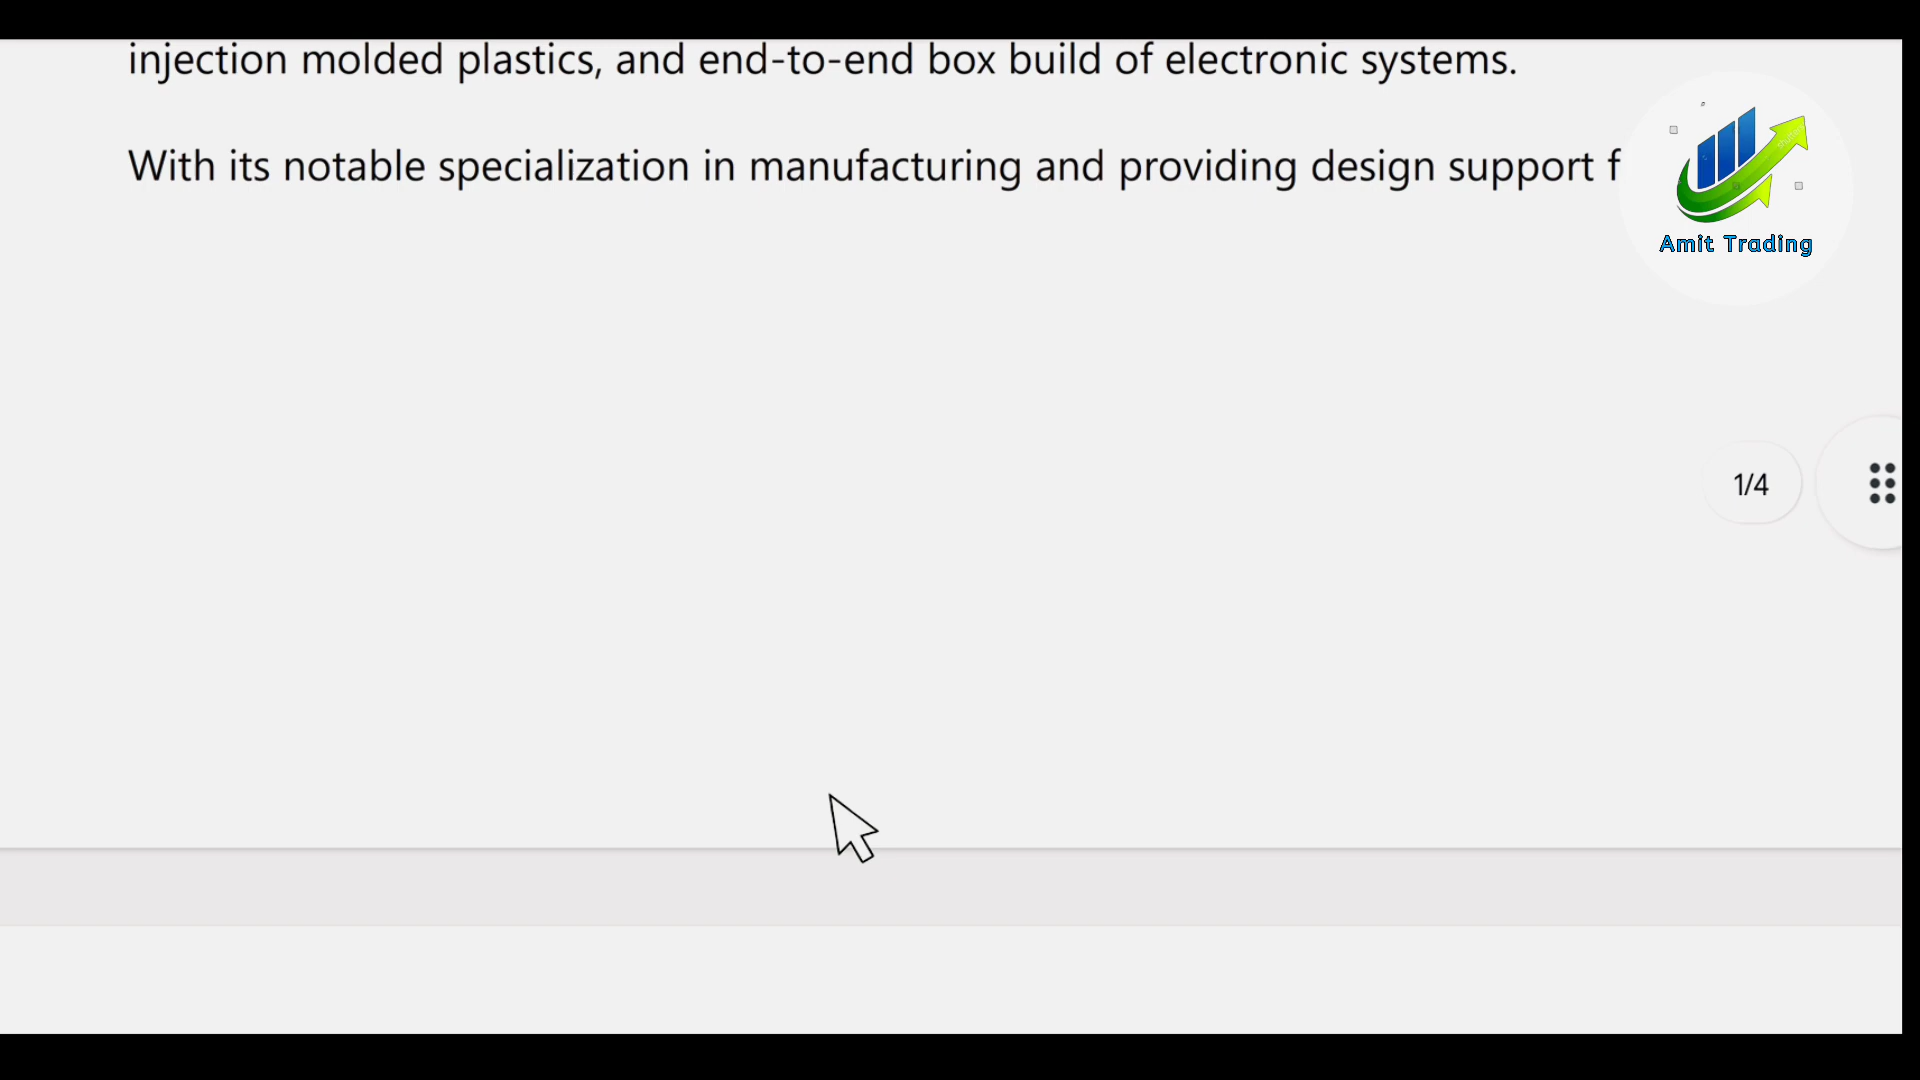 injection molded plastics, and end-to-end box build of electronic systems.
With its notable specialization in manufacturing and providing design support f
Amit Trading
1/4